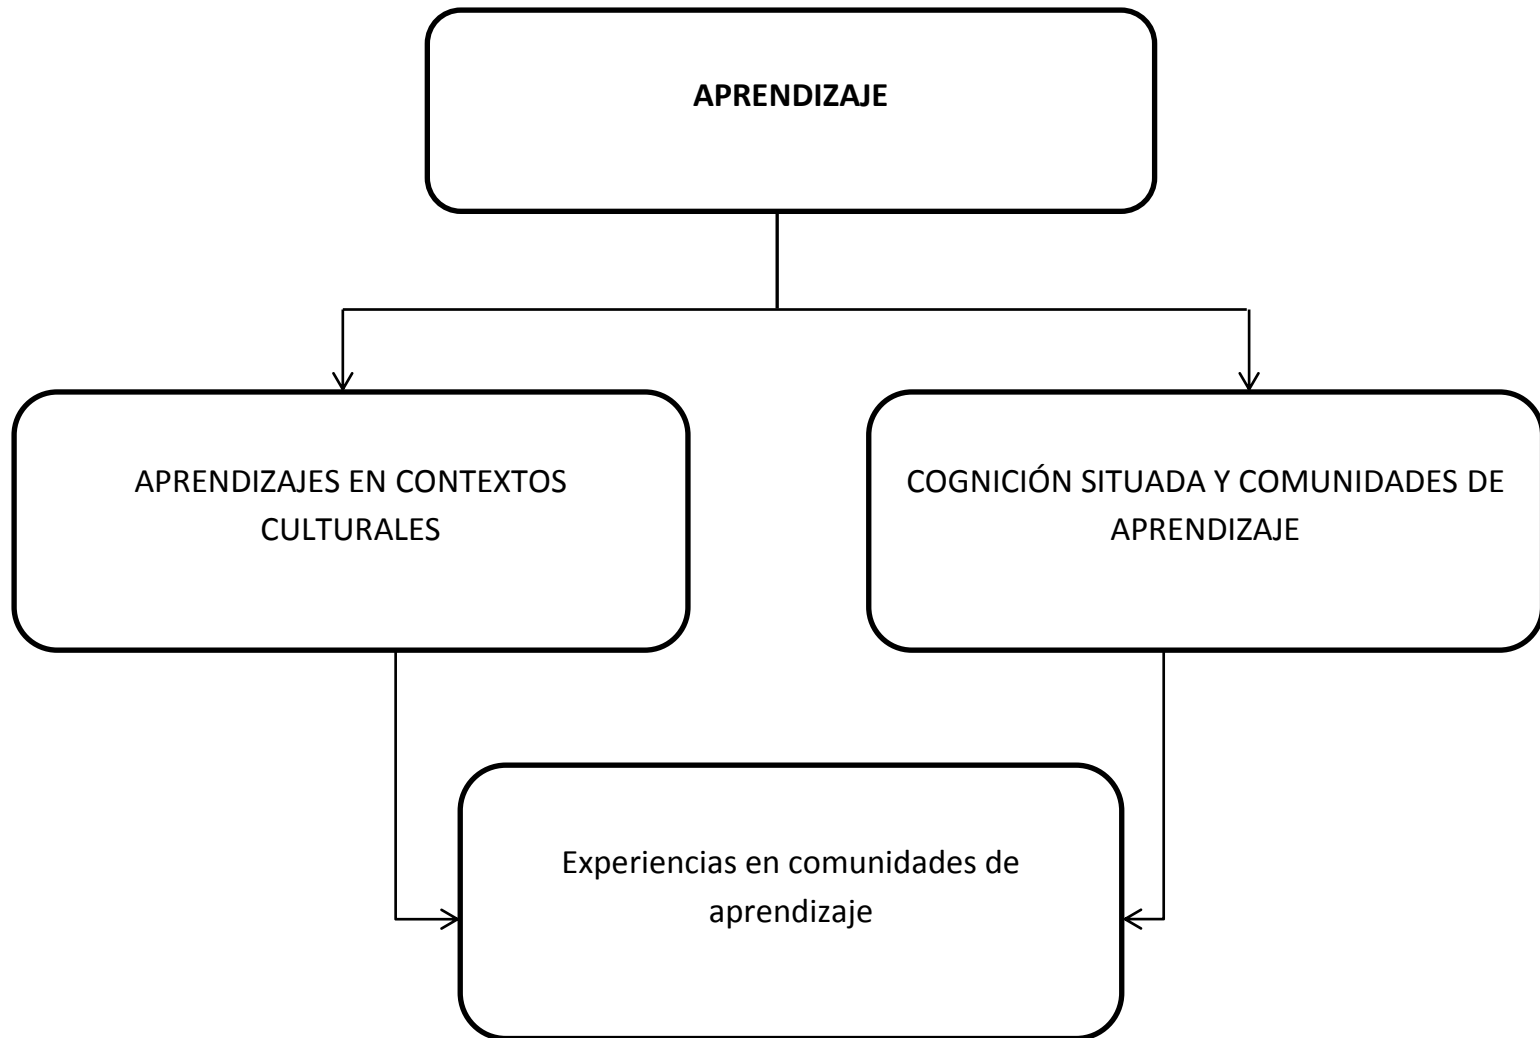 APRENDIZAJE
APRENDIZAJES EN CONTEXTOS
CULTURALES
COGNICIÓN SITUADA Y COMUNIDADES DE
APRENDIZAJE
Experiencias en comunidades de
aprendizaje